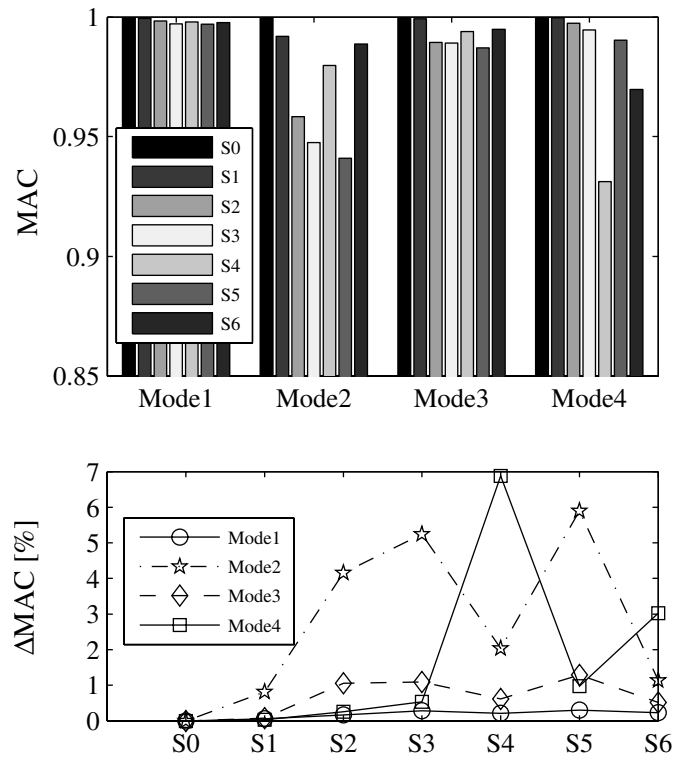 1
0.95
0.9
0.85
MAC
S0
S1
S2
S3
S4
S5
S6
Mode1 Mode2 Mode3 Mode4
7
6
5
4
3
2
1
0
ΔMAC [%]
Mode1
Mode2
Mode3
Mode4
S0 S1 S2 S3 S4 S5 S6